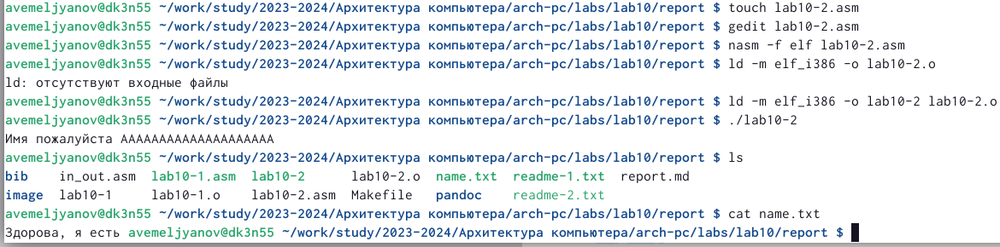 avemeljyanov@dk3n55 ~/work/study/2023-2024/Архитектура компьютера/arch-pc/labs/lab10/report $ touch lab10-2.asm
avemeljyanov@dk3n55 ~/work/study/2023-2024/Архитектура компьютера/arch-pc/labs/lab10/report $ gedit lab10-2.asm
avemeljyanov@dk3n55 ~/work/study/2023-2024/Архитектура компьютера/arch-pc/labs/lab10/report $ nasm -f elf lab10-2.asm
avemeljyanov@dk3n55 ~/work/study/2023-2024/Архитектура компьютера/arch-pc/labs/lab10/report $ ld -m elf_i386 -o lab10-2.o
ld: отсутствуют входные файлы
avemeljyanov@dk3n55 ~/work/study/2023-2024/Архитектура компьютера/arch-pc/labs/lab10/report $ ld -m elf_i386 -o lab10-2 lab10-2.o
avemeljyanov@dk3n55 ~/work/study/2023-2024/Архитектура компьютера/arch-pc/labs/lab10/report $ ./lab10-2
Имя пожалуйста АААААААААААААААААААА
avemeljyanov@dk3n55 ~/work/study/2023-2024/Архитектура компьютера/arch-pc/labs/lab10/report $ ls
bib in_out.asm lab10-1.asm lab10-2 lab10-2.o name.txt readme-1.txt report.md
image lab10-1 lab10-1.o lab10-2.asm Makefile pandoc readme-2.txt
avemeljyanov@dk3n55 ~/work/study/2023-2024/Архитектура компьютера/arch-pc/labs/lab10/report $ cat name.txt
Здорова, я есть avemeljyanov@dk3n55 ~/work/study/2023-2024/Архитектура компьютера/arch-pc/labs/lab10/report $